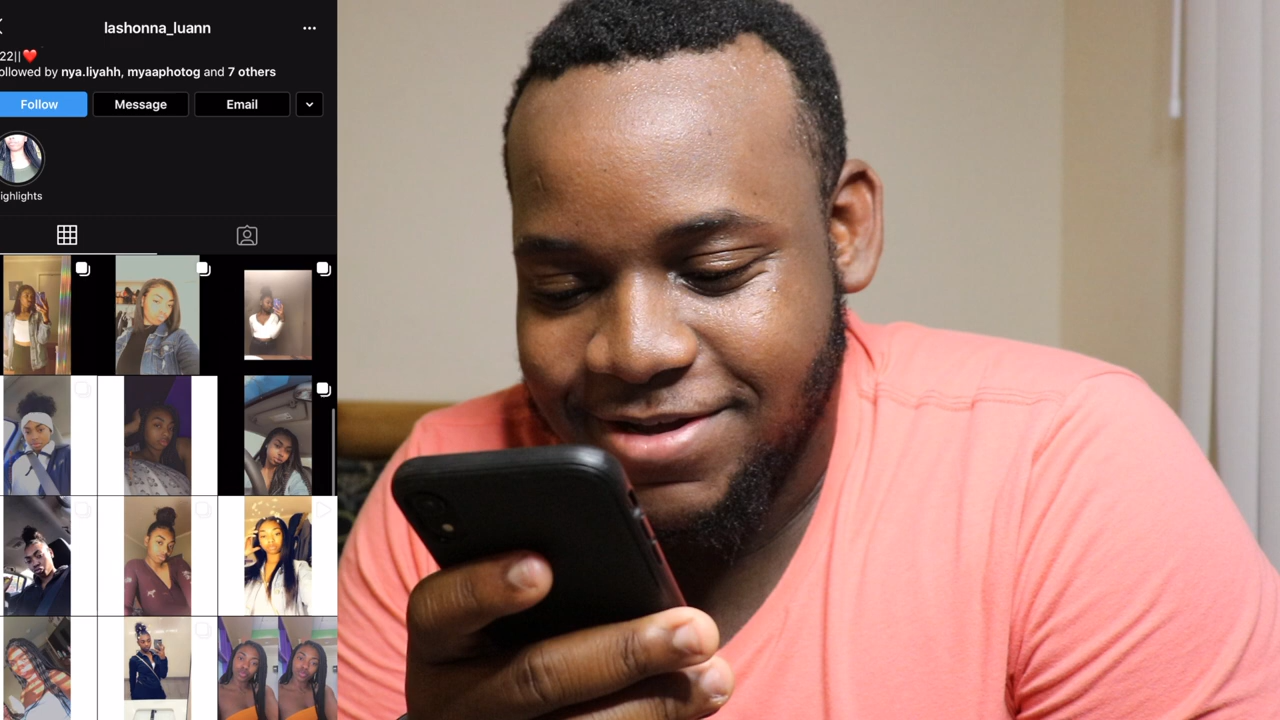 lashonna_luann
22||❤️
ollowed by nya.liyahh, myaaphotog and 7 others
Follow Message Email
ighlights